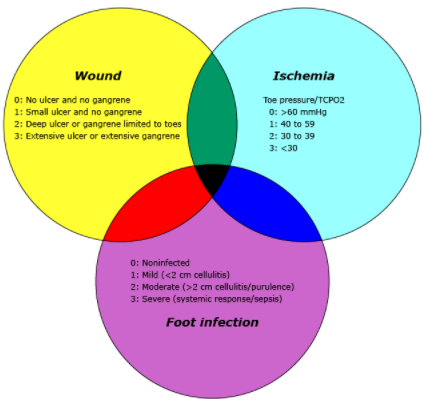 Wound
0: No ulcer and no gangrene
1: Small ulcer and no gangrene
2: Deep ulcer or gangrene limited to toes
3: Extensive ulcer or extensive gangrene
Ischemia
Toe pressure/TCPO2
0: >60 mmHg
1: 40 to 59
2: 30 to 39
3: <30
0: Noninfected
1: Mild (<2 cm cellulitis)
2: Moderate (>2 cm cellulitis/purulence)
3: Severe (systemic response/sepsis)
Foot infection